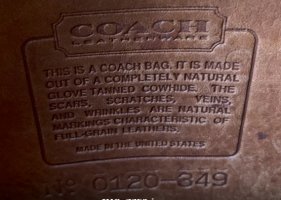 COACH
LEATHERWARE
THIS IS A COACH BAG. IT IS MADE
OUT OF A COMPLETELY NATURAL
GLOVE TANNED COWHIDE. THE
SCARS, SCRATCHES, VEINS,
AND WRINKLES ARE NATURAL
MARKINGS CHARACTERISTIC OF
FULL-GRAIN LEATHERS.
MADE IN THE UNITED STATES
0120-349